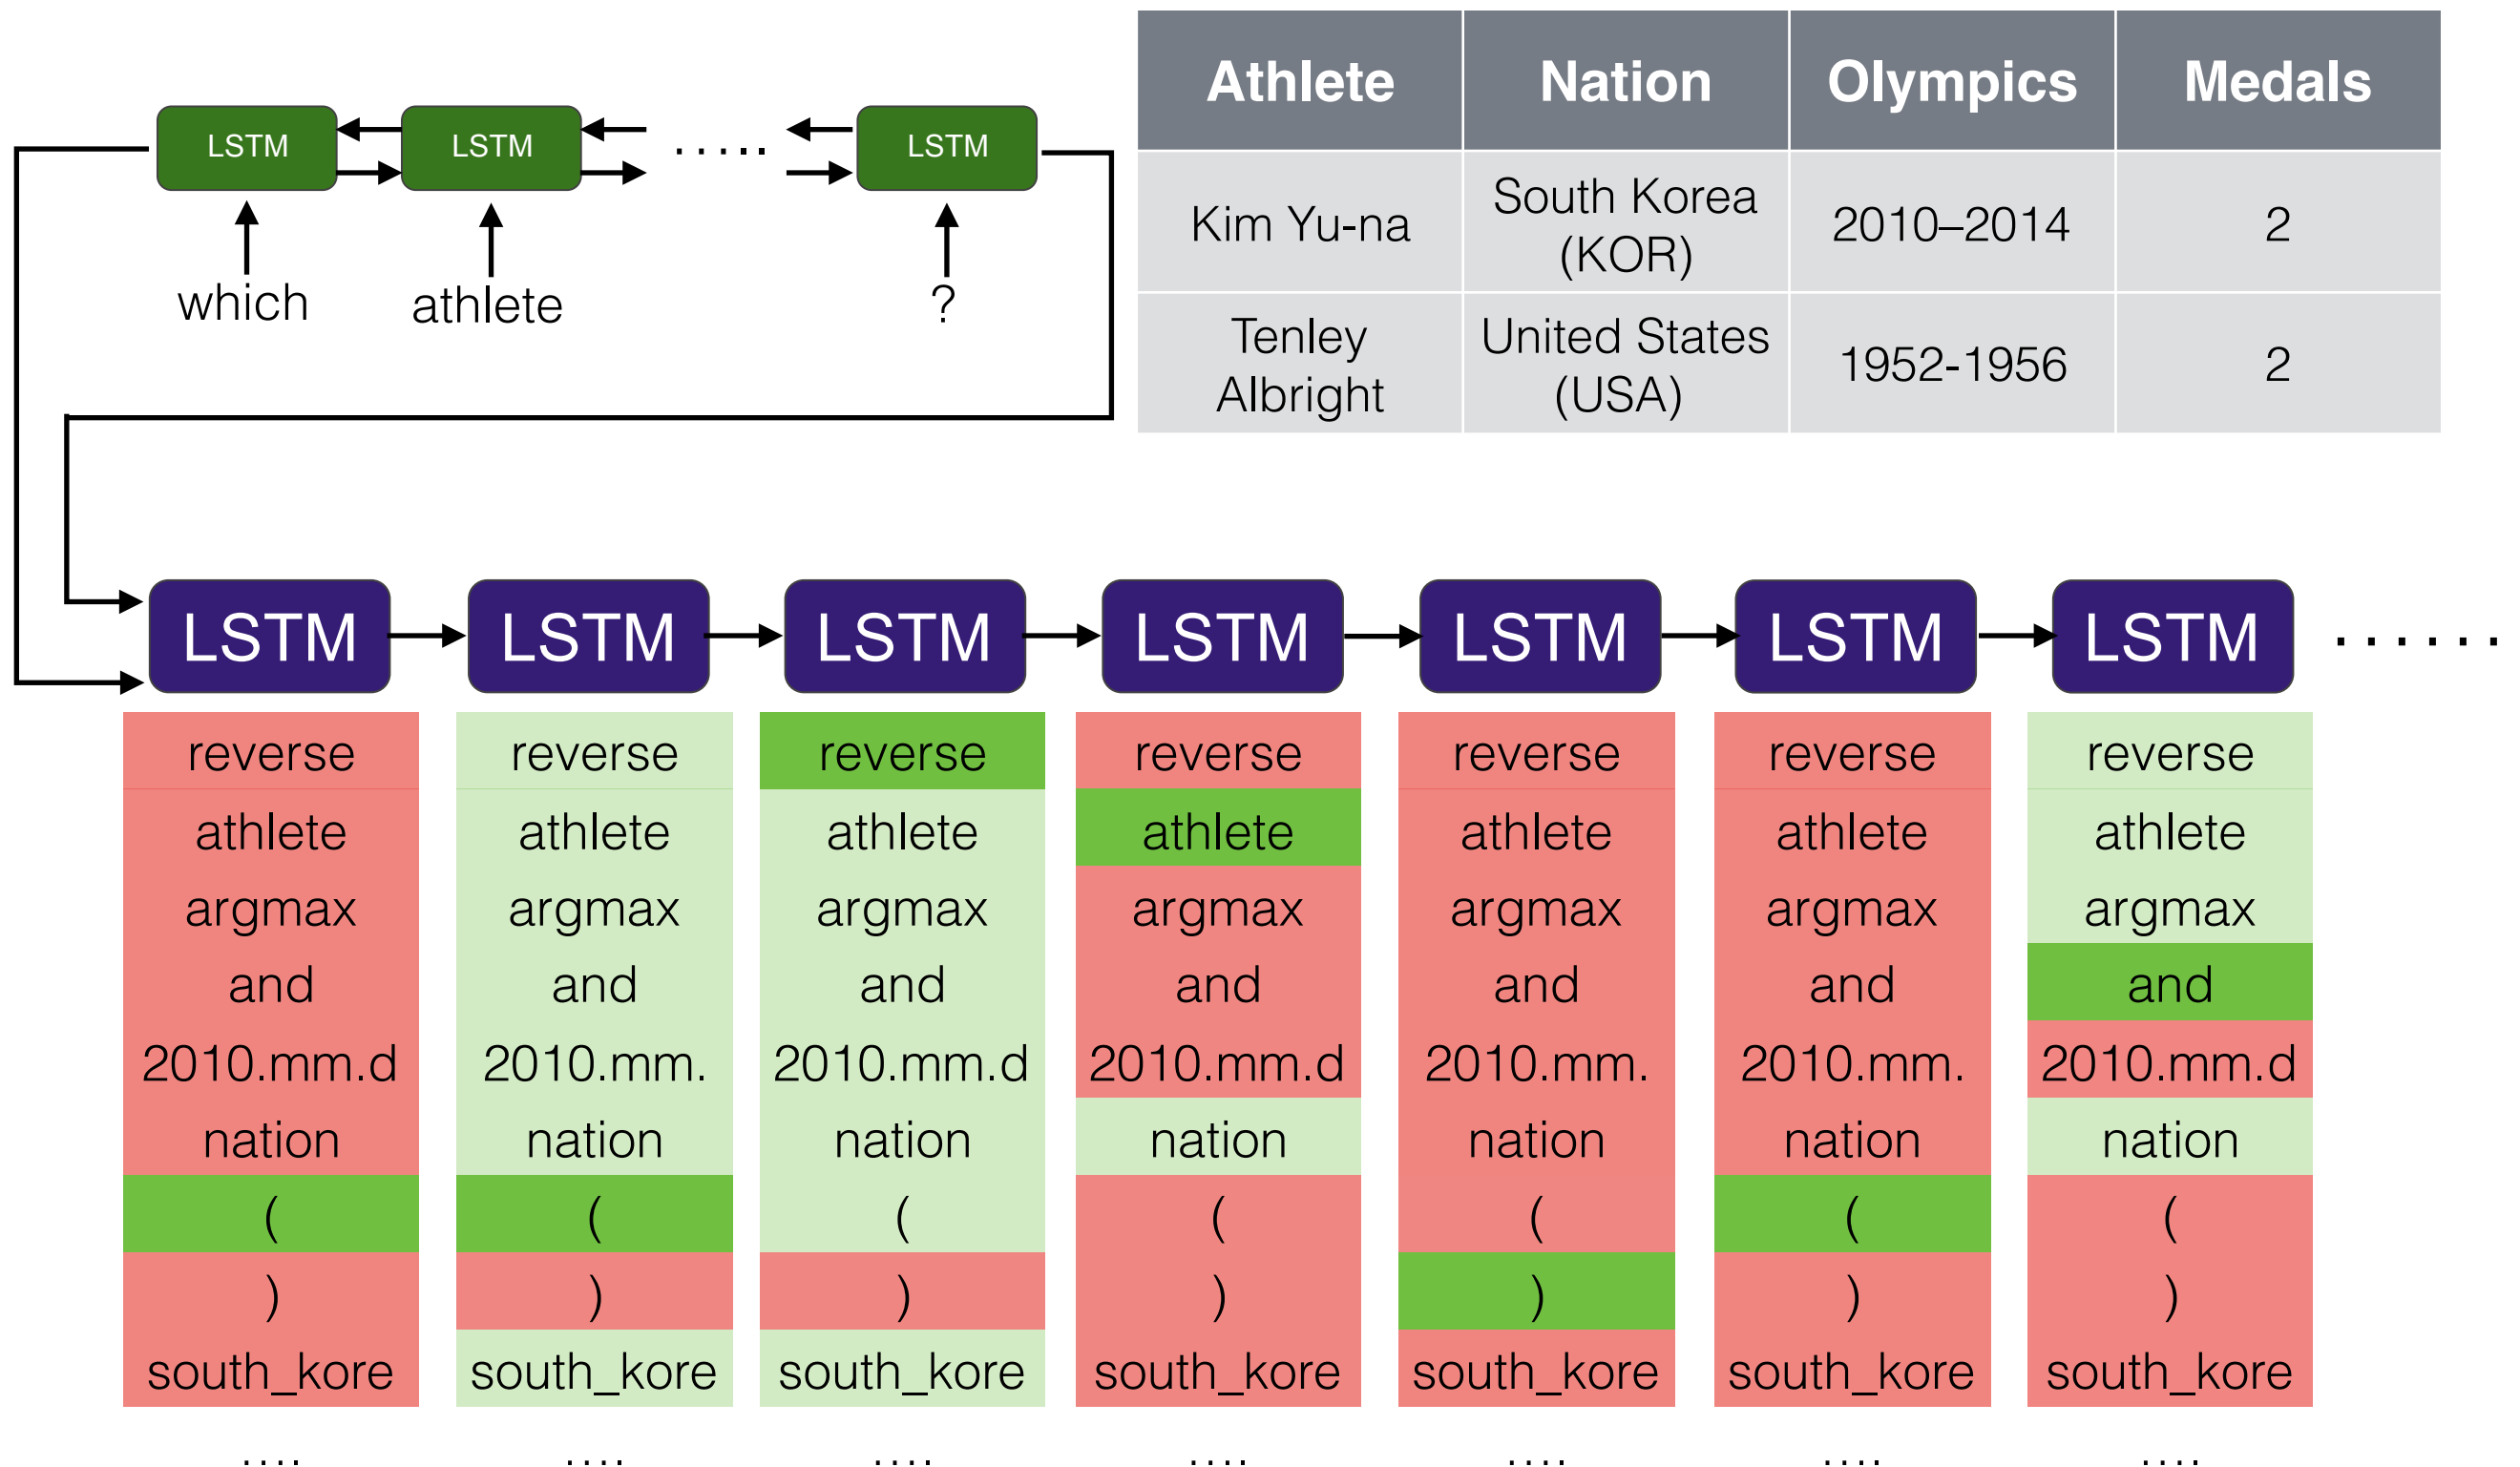 LSTM LSTM ..... LSTM
which athlete ?
Athlete Nation Olympics Medals
Kim Yu-na South Korea (KOR) 2010–2014 2
Tenley Albright United States (USA) 1952-1956 2
LSTM LSTM LSTM LSTM LSTM LSTM LSTM ......
reverse reverse reverse reverse reverse reverse reverse
athlete athlete athlete athlete athlete athlete athlete
argmax argmax argmax argmax argmax argmax argmax
and and and and and and and
2010.mm.d 2010.mm. 2010.mm.d 2010.mm.d 2010.mm. 2010.mm. 2010.mm.d
nation nation nation nation nation nation nation
( ( ( ( ( ( (
) ) ) ) ) ) )
south_kore south_kore south_kore south_kore south_kore south_kore south_kore
.... .... .... .... .... .... ....